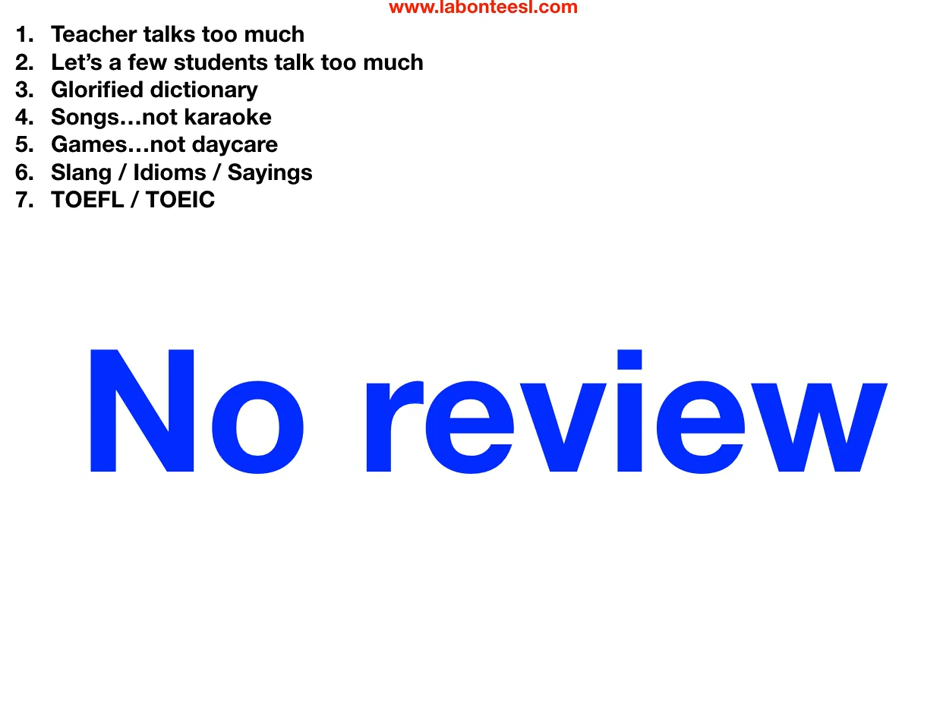 www.labonteesl.com
1. Teacher talks too much
2. Let’s a few students talk too much
3. Glorified dictionary
4. Songs…not karaoke
5. Games…not daycare
6. Slang / Idioms / Sayings
7. TOEFL / TOEIC
No review